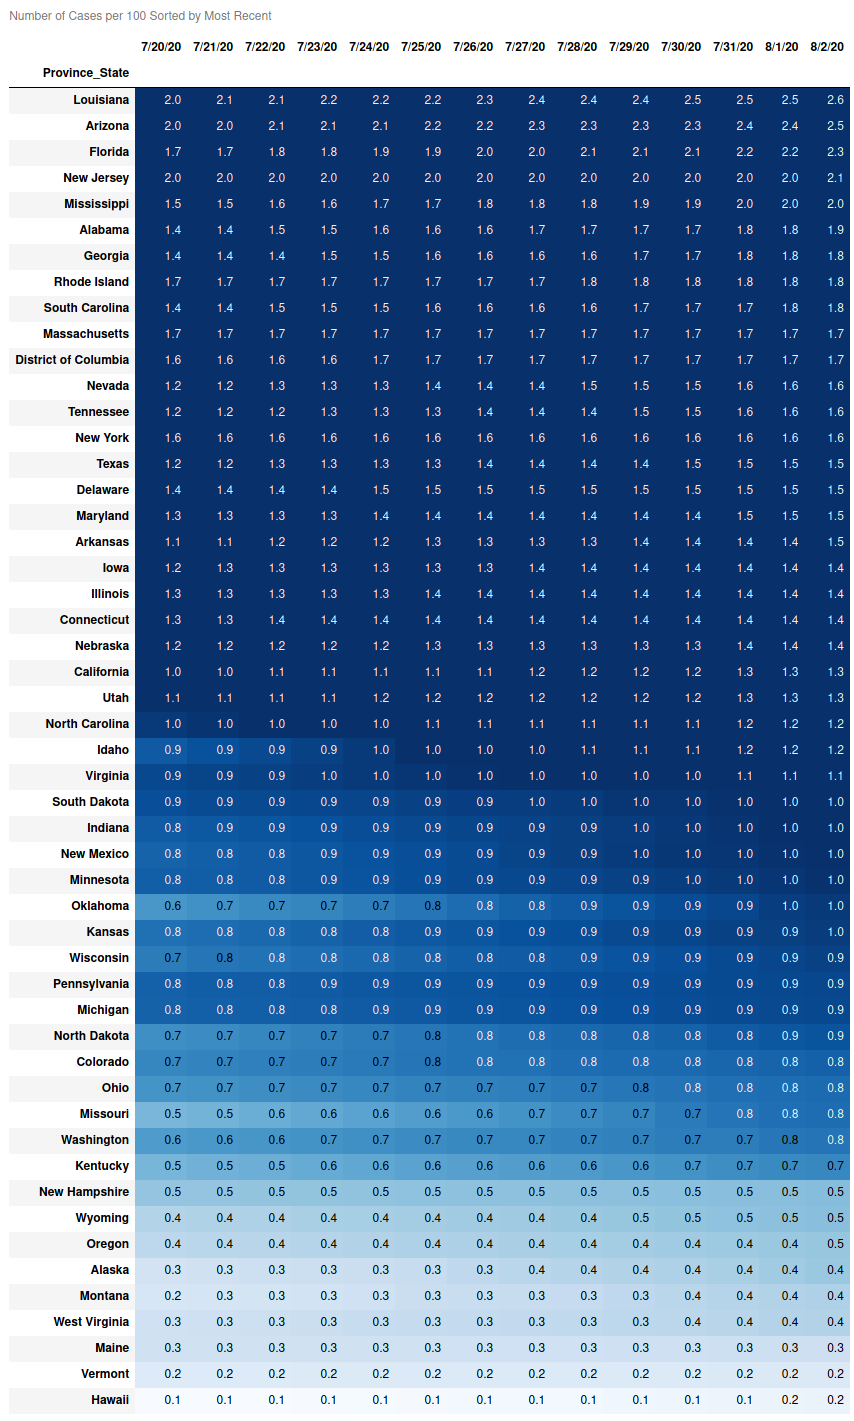 Number of Cases per 100 Sorted by Most Recent
7/20/20 7/21/20 7/22/20 7/23/20 7/24/20 7/25/20 7/26/20 7/27/20 7/28/20 7/29/20 7/30/20 7/31/20 8/1/20 8/2/20
Province_State
Louisiana 2.0 2.1 2.1 2.2 2.2 2.2 2.3 2.4 2.4 2.4 2.5 2.5 2.5 2.6
Arizona 2.0 2.0 2.1 2.1 2.1 2.2 2.2 2.3 2.3 2.3 2.3 2.4 2.4 2.5
Florida 1.7 1.7 1.8 1.8 1.9 1.9 2.0 2.0 2.1 2.1 2.1 2.2 2.2 2.3
New Jersey 2.0 2.0 2.0 2.0 2.0 2.0 2.0 2.0 2.0 2.0 2.0 2.0 2.0 2.1
Mississippi 1.5 1.5 1.6 1.6 1.7 1.7 1.8 1.8 1.8 1.9 1.9 2.0 2.0 2.0
Alabama 1.4 1.4 1.5 1.5 1.6 1.6 1.6 1.7 1.7 1.7 1.7 1.8 1.8 1.9
Georgia 1.4 1.4 1.4 1.5 1.5 1.6 1.6 1.6 1.6 1.7 1.7 1.8 1.8 1.8
Rhode Island 1.7 1.7 1.7 1.7 1.7 1.7 1.7 1.7 1.8 1.8 1.8 1.8 1.8 1.8
South Carolina 1.4 1.4 1.5 1.5 1.5 1.6 1.6 1.6 1.6 1.7 1.7 1.7 1.8 1.8
Massachusetts 1.7 1.7 1.7 1.7 1.7 1.7 1.7 1.7 1.7 1.7 1.7 1.7 1.7 1.7
District of Columbia 1.6 1.6 1.6 1.6 1.7 1.7 1.7 1.7 1.7 1.7 1.7 1.7 1.7 1.7
Nevada 1.2 1.2 1.3 1.3 1.3 1.4 1.4 1.4 1.5 1.5 1.5 1.6 1.6 1.6
Tennessee 1.2 1.2 1.2 1.3 1.3 1.3 1.4 1.4 1.4 1.5 1.5 1.6 1.6 1.6
New York 1.6 1.6 1.6 1.6 1.6 1.6 1.6 1.6 1.6 1.6 1.6 1.6 1.6 1.6
Texas 1.2 1.2 1.3 1.3 1.3 1.3 1.4 1.4 1.4 1.4 1.5 1.5 1.5 1.5
Delaware 1.4 1.4 1.4 1.4 1.5 1.5 1.5 1.5 1.5 1.5 1.5 1.5 1.5 1.5
Maryland 1.3 1.3 1.3 1.3 1.4 1.4 1.4 1.4 1.4 1.4 1.4 1.5 1.5 1.5
Arkansas 1.1 1.1 1.2 1.2 1.2 1.3 1.3 1.3 1.3 1.4 1.4 1.4 1.4 1.5
Iowa 1.2 1.3 1.3 1.3 1.3 1.3 1.3 1.4 1.4 1.4 1.4 1.4 1.4 1.4
Illinois 1.3 1.3 1.3 1.3 1.3 1.4 1.4 1.4 1.4 1.4 1.4 1.4 1.4 1.4
Connecticut 1.3 1.3 1.4 1.4 1.4 1.4 1.4 1.4 1.4 1.4 1.4 1.4 1.4 1.4
Nebraska 1.2 1.2 1.2 1.2 1.2 1.3 1.3 1.3 1.3 1.3 1.3 1.4 1.4 1.4
California 1.0 1.0 1.1 1.1 1.1 1.1 1.1 1.2 1.2 1.2 1.2 1.3 1.3 1.3
Utah 1.1 1.1 1.1 1.1 1.2 1.2 1.2 1.2 1.2 1.2 1.2 1.3 1.3 1.3
North Carolina 1.0 1.0 1.0 1.0 1.0 1.1 1.1 1.1 1.1 1.1 1.1 1.2 1.2 1.2
Idaho 0.9 0.9 0.9 0.9 1.0 1.0 1.0 1.0 1.1 1.1 1.1 1.2 1.2 1.2
Virginia 0.9 0.9 0.9 1.0 1.0 1.0 1.0 1.0 1.0 1.0 1.0 1.1 1.1 1.1
South Dakota 0.9 0.9 0.9 0.9 0.9 0.9 0.9 1.0 1.0 1.0 1.0 1.0 1.0 1.0
Indiana 0.8 0.9 0.9 0.9 0.9 0.9 0.9 0.9 0.9 1.0 1.0 1.0 1.0 1.0
New Mexico 0.8 0.8 0.8 0.9 0.9 0.9 0.9 0.9 0.9 1.0 1.0 1.0 1.0 1.0
Minnesota 0.8 0.8 0.8 0.9 0.9 0.9 0.9 0.9 0.9 0.9 1.0 1.0 1.0 1.0
Oklahoma 0.6 0.7 0.7 0.7 0.7 0.8 0.8 0.8 0.9 0.9 0.9 0.9 1.0 1.0
Kansas 0.8 0.8 0.8 0.8 0.8 0.9 0.9 0.9 0.9 0.9 0.9 0.9 0.9 1.0
Wisconsin 0.7 0.8 0.8 0.8 0.8 0.8 0.8 0.8 0.9 0.9 0.9 0.9 0.9 0.9
Pennsylvania 0.8 0.8 0.8 0.8 0.8 0.9 0.9 0.9 0.9 0.9 0.9 0.9 0.9 0.9
Michigan 0.8 0.8 0.8 0.8 0.9 0.9 0.9 0.9 0.9 0.9 0.9 0.9 0.9 0.9
North Dakota 0.7 0.7 0.7 0.7 0.7 0.8 0.8 0.8 0.8 0.8 0.8 0.8 0.9 0.9
Colorado 0.7 0.7 0.7 0.7 0.7 0.8 0.8 0.8 0.8 0.8 0.8 0.8 0.8 0.8
Ohio 0.7 0.7 0.7 0.7 0.7 0.7 0.7 0.7 0.7 0.8 0.8 0.8 0.8 0.8
Missouri 0.5 0.5 0.6 0.6 0.6 0.6 0.6 0.7 0.7 0.7 0.7 0.8 0.8 0.8
Washington 0.6 0.6 0.6 0.7 0.7 0.7 0.7 0.7 0.7 0.7 0.7 0.7 0.8 0.8
Kentucky 0.5 0.5 0.5 0.6 0.6 0.6 0.6 0.6 0.6 0.6 0.7 0.7 0.7 0.7
New Hampshire 0.5 0.5 0.5 0.5 0.5 0.5 0.5 0.5 0.5 0.5 0.5 0.5 0.5 0.5
Wyoming 0.4 0.4 0.4 0.4 0.4 0.4 0.4 0.4 0.4 0.5 0.5 0.5 0.5 0.5
Oregon 0.4 0.4 0.4 0.4 0.4 0.4 0.4 0.4 0.4 0.4 0.4 0.4 0.4 0.5
Alaska 0.3 0.3 0.3 0.3 0.3 0.3 0.3 0.4 0.4 0.4 0.4 0.4 0.4 0.4
Montana 0.2 0.3 0.3 0.3 0.3 0.3 0.3 0.3 0.3 0.3 0.4 0.4 0.4 0.4
West Virginia 0.3 0.3 0.3 0.3 0.3 0.3 0.3 0.3 0.3 0.3 0.4 0.4 0.4 0.4
Maine 0.3 0.3 0.3 0.3 0.3 0.3 0.3 0.3 0.3 0.3 0.3 0.3 0.3 0.3
Vermont 0.2 0.2 0.2 0.2 0.2 0.2 0.2 0.2 0.2 0.2 0.2 0.2 0.2 0.2
Hawaii 0.1 0.1 0.1 0.1 0.1 0.1 0.1 0.1 0.1 0.1 0.1 0.1 0.2 0.2